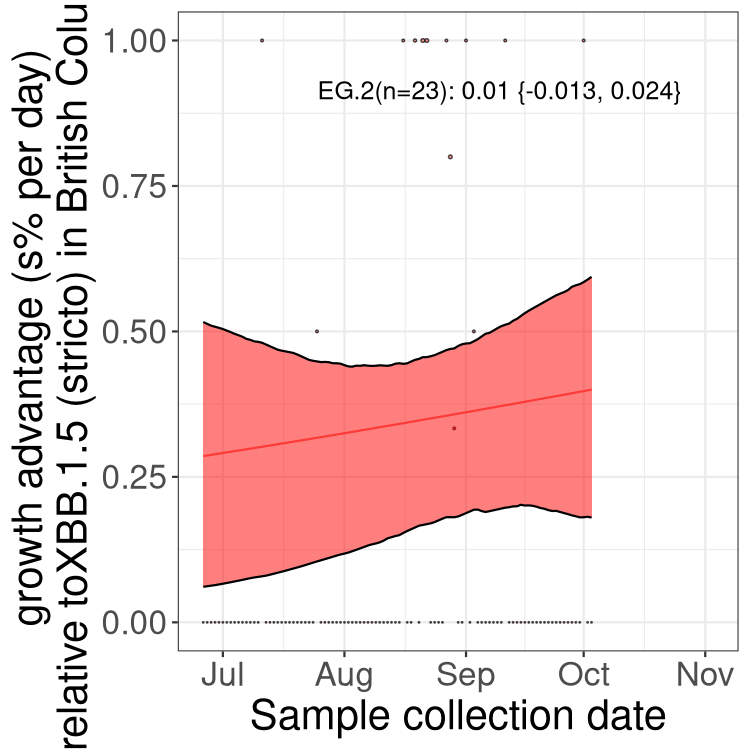 growth advantage (s% per day)
relative toXBB.1.5 (stricto) in British Colu
1.00
0.75
0.50
0.25
0.00
EG.2(n=23): 0.01 {-0.013, 0.024}
Jul Aug Sep Oct Nov
Sample collection date